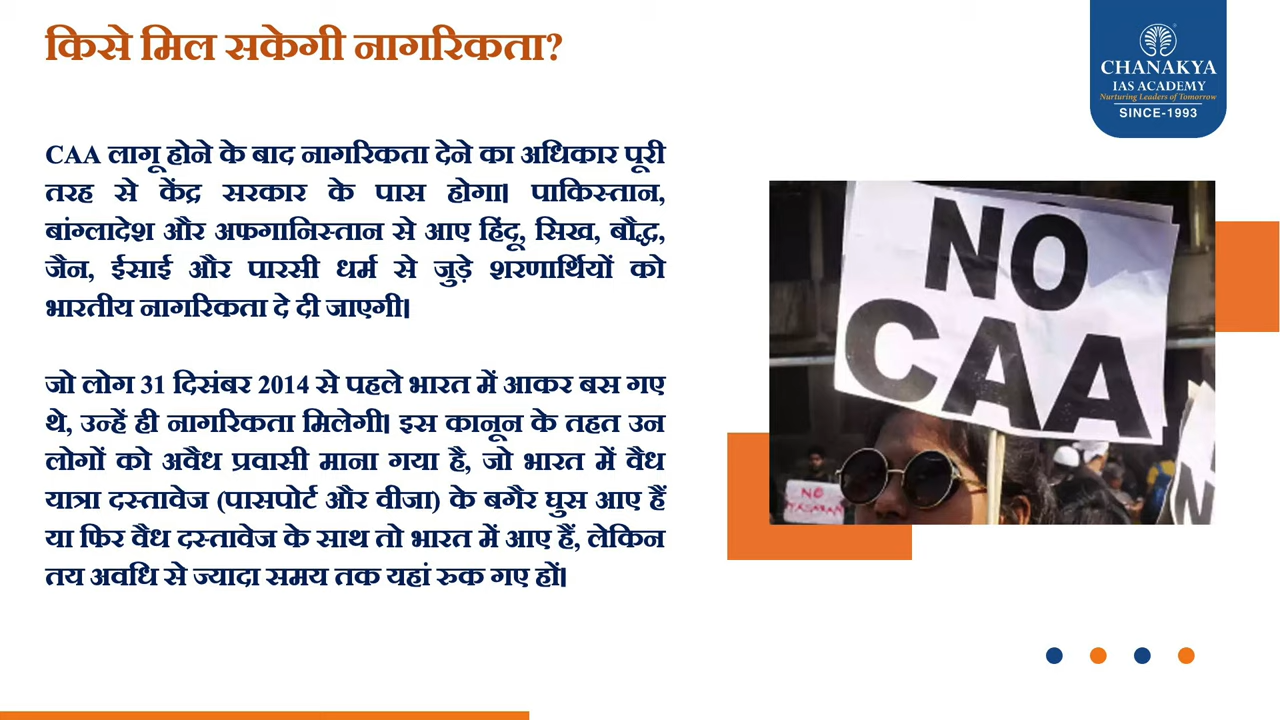 किसे मिल सकेगी नागरिकता?
CHANAKYA
IAS ACADEMY
Nurturing Leaders of Tomorrow
SINCE-1993
CAA लागू होने के बाद नागरिकता देने का अधिकार पूरी
तरह से केंद्र सरकार के पास होगा। पाकिस्तान,
बांग्लादेश और अफगानिस्तान से आए हिंदू, सिख, बौद्ध,
जैन, ईसाई और पारसी धर्म से जुड़े शरणार्थियों को
भारतीय नागरिकता दे दी जाएगी।
जो लोग 31 दिसंबर 2014 से पहले भारत में आकर बस गए
थे, उन्हें ही नागरिकता मिलेगी। इस कानून के तहत उन
लोगों को अवैध प्रवासी माना गया है, जो भारत में वैध
यात्रा दस्तावेज (पासपोर्ट और वीजा) के बगैर घुस आए हैं
या फिर वैध दस्तावेज के साथ तो भारत में आए हैं, लेकिन
तय अवधि से ज्यादा समय तक यहां रुक गए हों।
NO
CAA
NO